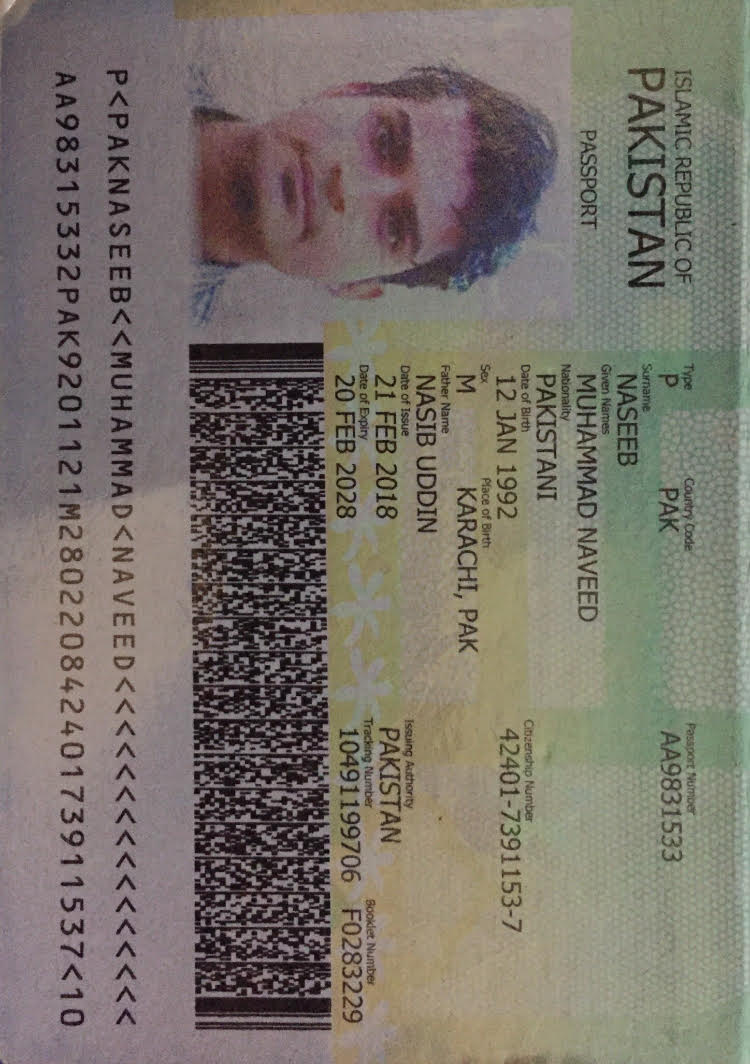 ISLAMIC REPUBLIC OF
PAKISTAN
PASSPORT
Type Country Code Passport Number
P PAK AA9831533
Surname
NASEEB
Given Names
MUHAMMAD NAVEED
Nationality
PAKISTANI
Date of Birth Citizenship Number
12 JAN 1992 42401-7391153-7
Sex Place of Birth
M KARACHI, PAK
Father Name
NASIB UDDIN
Date of Issue Issuing Authority
21 FEB 2018 PAKISTAN
Date of Expiry Tracking Number Booklet Number
20 FEB 2028 10491199706 F0283229
P<PAKNASEEB<<MUHAMMAD<NAVEED<<<<<<<<<<<<<<<<
AA98315332PAK9201121M28022084240173911537<10